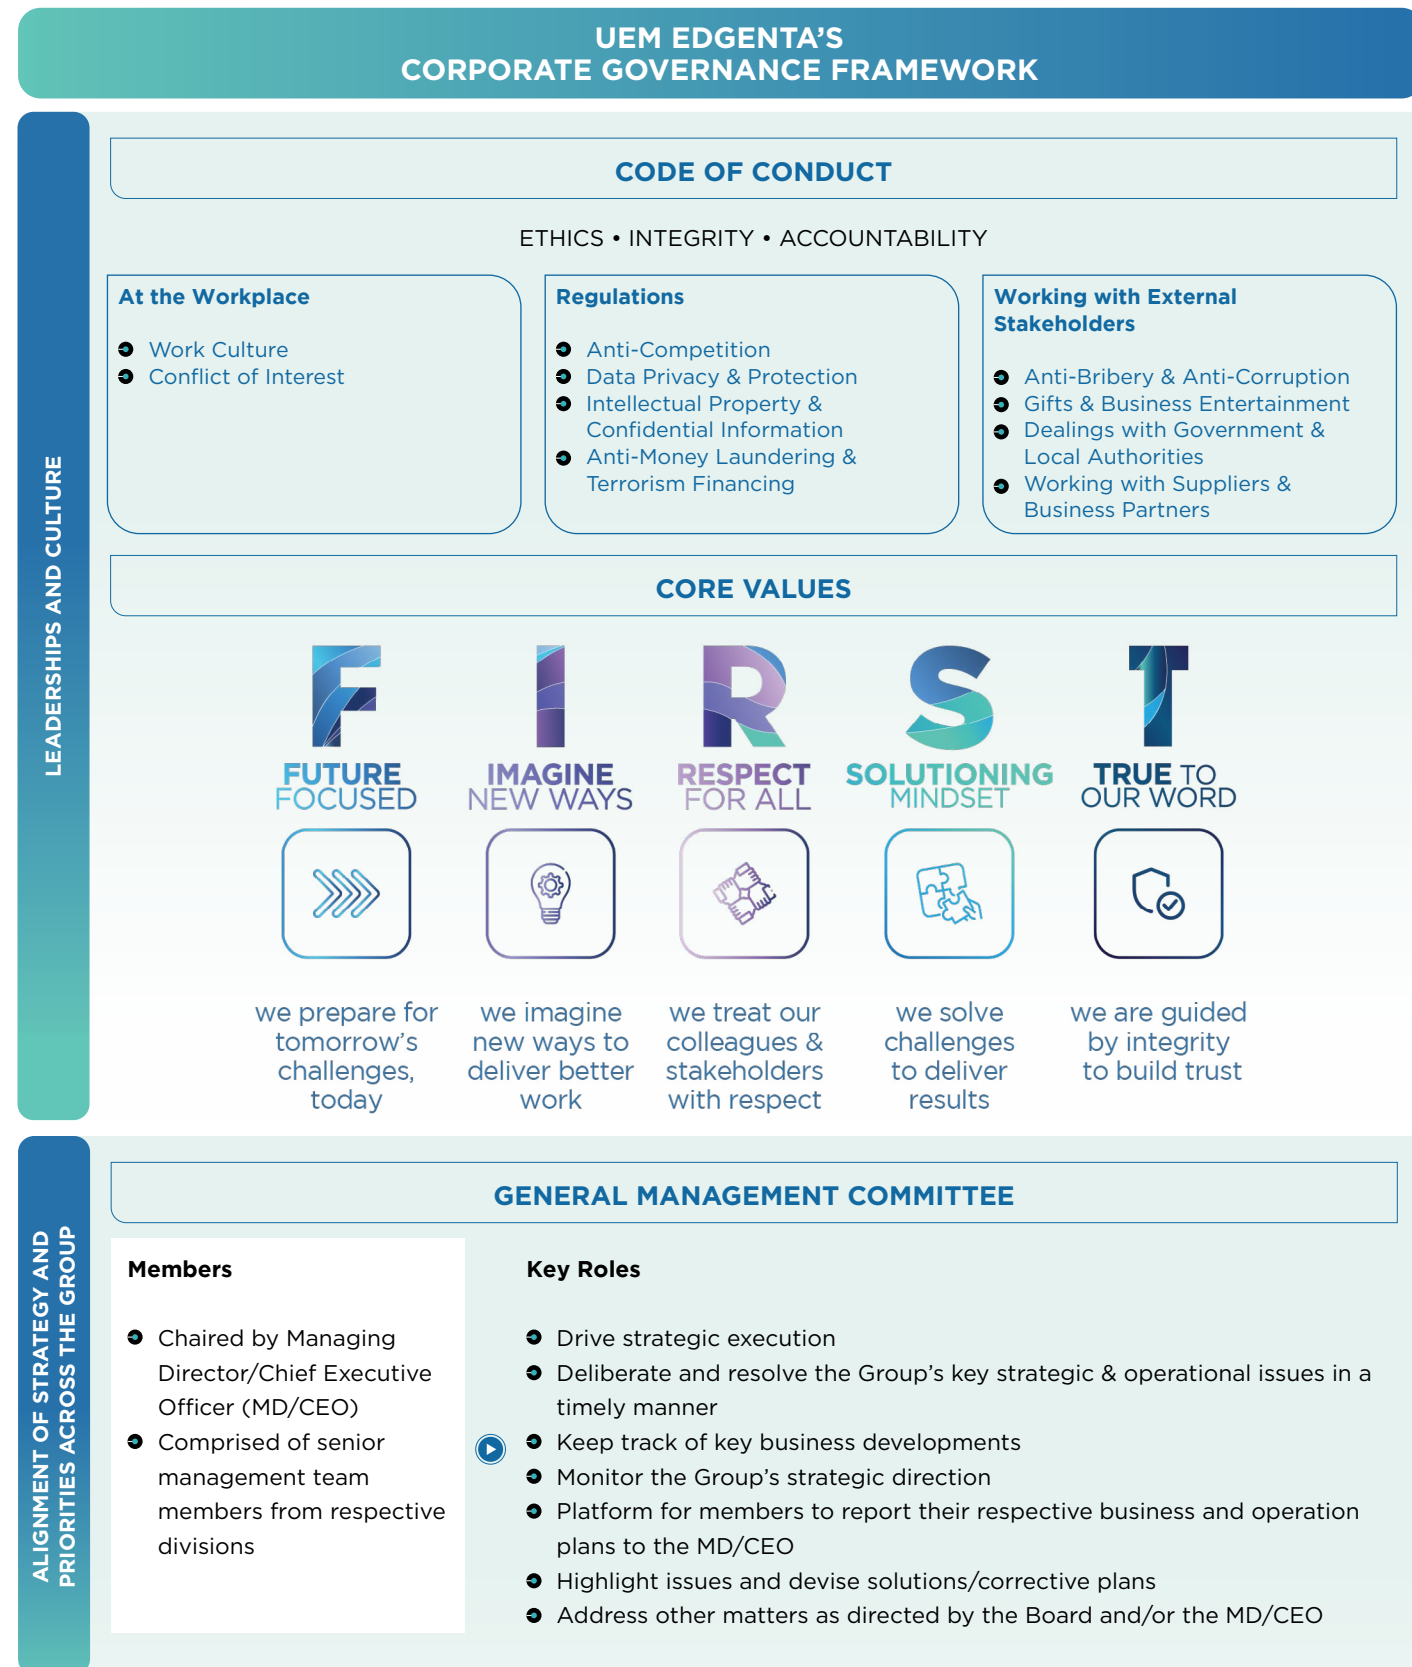 UEM EDGENTA'S
CORPORATE GOVERNANCE FRAMEWORK
LEADERSHIPS AND CULTURE
CODE OF CONDUCT
ETHICS • INTEGRITY • ACCOUNTABILITY
At the Workplace
Work Culture
Conflict of Interest
Regulations
Anti-Competition
Data Privacy & Protection
Intellectual Property &
Confidential Information
Anti-Money Laundering &
Terrorism Financing
Working with External
Stakeholders
Anti-Bribery & Anti-Corruption
Gifts & Business Entertainment
Dealings with Government &
Local Authorities
Working with Suppliers &
Business Partners
CORE VALUES
F
FUTURE
FOCUSED
we prepare for
tomorrow's
challenges,
today
I
IMAGINE
NEW WAYS
we imagine
new ways to
deliver better
work
R
RESPECT
FOR ALL
we treat our
colleagues &
stakeholders
with respect
S
SOLUTIONING
MINDSET
we solve
challenges
to deliver
results
T
TRUE TO
OUR WORD
we are guided
by integrity
to build trust
ALIGNMENT OF STRATEGY AND
PRIORITIES ACROSS THE GROUP
GENERAL MANAGEMENT COMMITTEE
Members
Chaired by Managing
Director/Chief Executive
Officer (MD/CEO)
Comprised of senior
management team
members from respective
divisions
Key Roles
Drive strategic execution
Deliberate and resolve the Group's key strategic & operational issues in a
timely manner
Keep track of key business developments
Monitor the Group's strategic direction
Platform for members to report their respective business and operation
plans to the MD/CEO
Highlight issues and devise solutions/corrective plans
Address other matters as directed by the Board and/or the MD/CEO